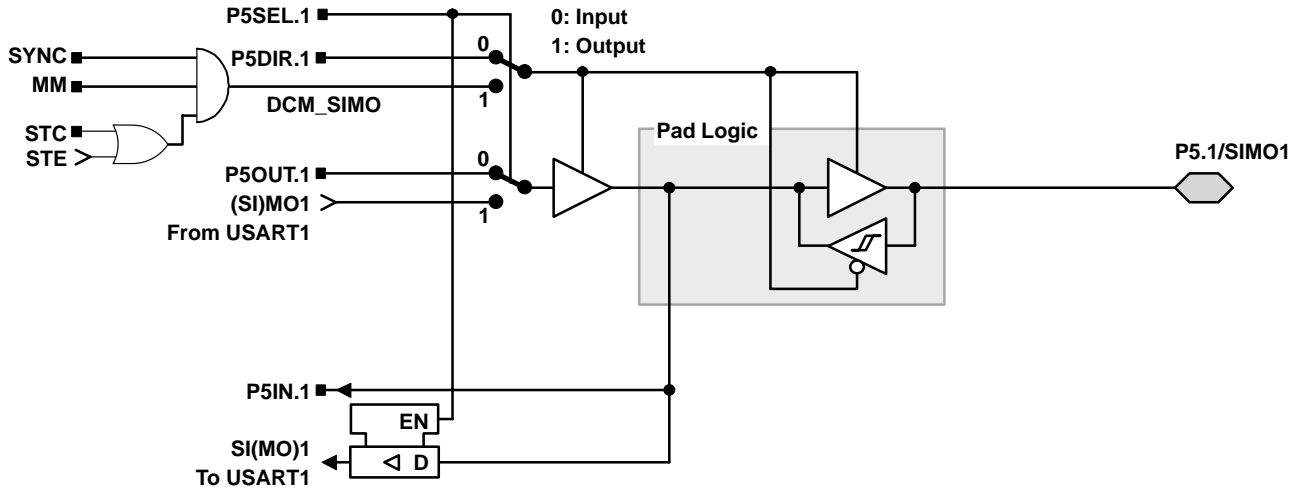 P5SEL.1
0: Input
1: Output
SYNC
P5DIR.1
0
MM
1
DCM_SIMO
STC
STE
Pad Logic
P5.1/SIMO1
P5OUT.1
0
(SI)MO1
1
From USART1
P5IN.1
EN
SI(MO)1
D
To USART1